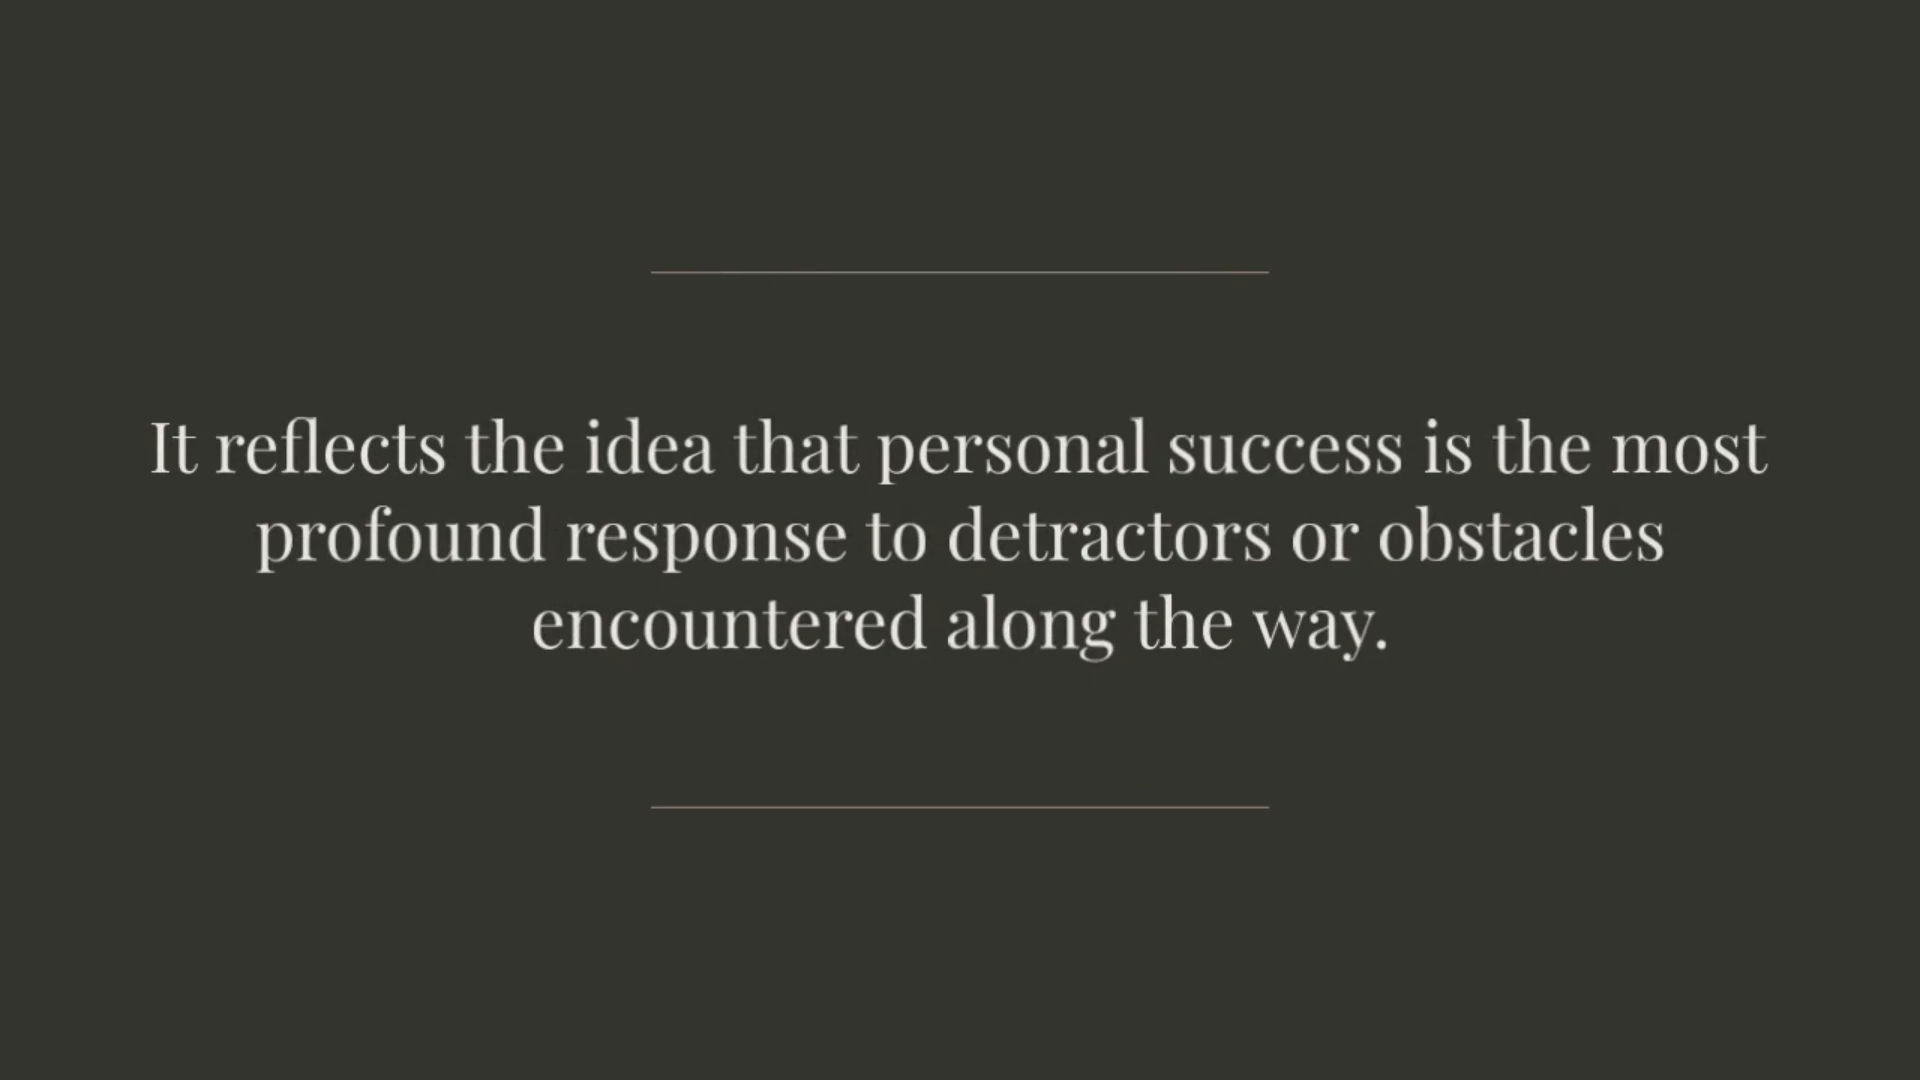 It reflects the idea that personal success is the most
profound response to detractors or obstacles
encountered along the way.